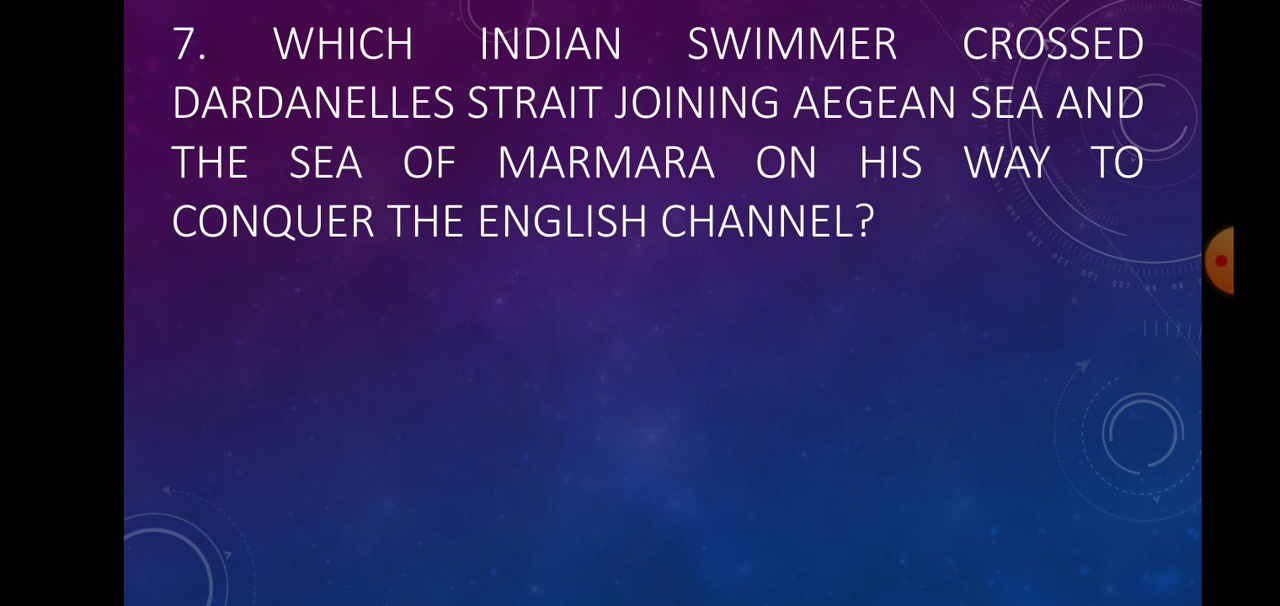 7. WHICH INDIAN SWIMMER CROSSED
DARDANELLES STRAIT JOINING AEGEAN SEA AND
THE SEA OF MARMARA ON HIS WAY TO
CONQUER THE ENGLISH CHANNEL?